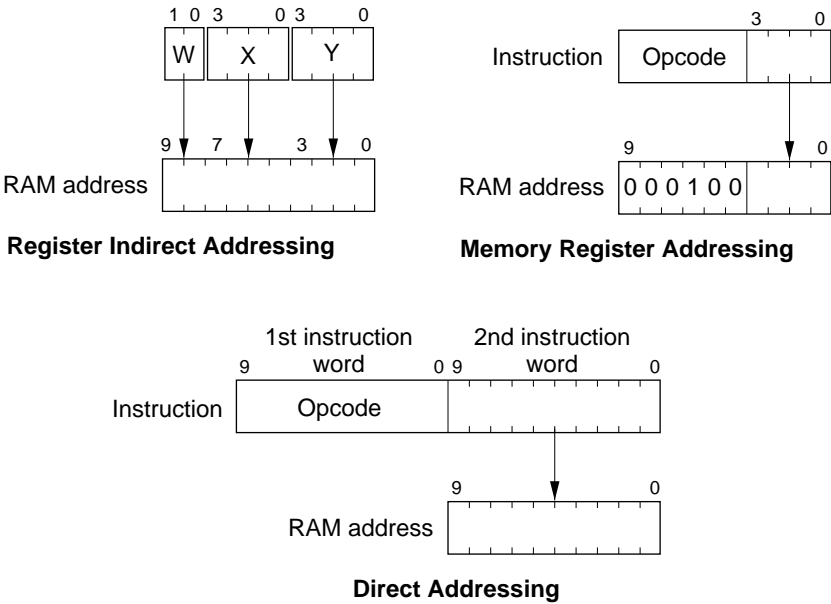 1 0 3 0 3 0
W X Y
9 7 3 0
RAM address
Register Indirect Addressing
3 0
Instruction Opcode
9 0
RAM address 0 0 0 1 0 0
Memory Register Addressing
1st instruction word
2nd instruction word
9 0 9 0
Instruction Opcode
9 0
RAM address
Direct Addressing